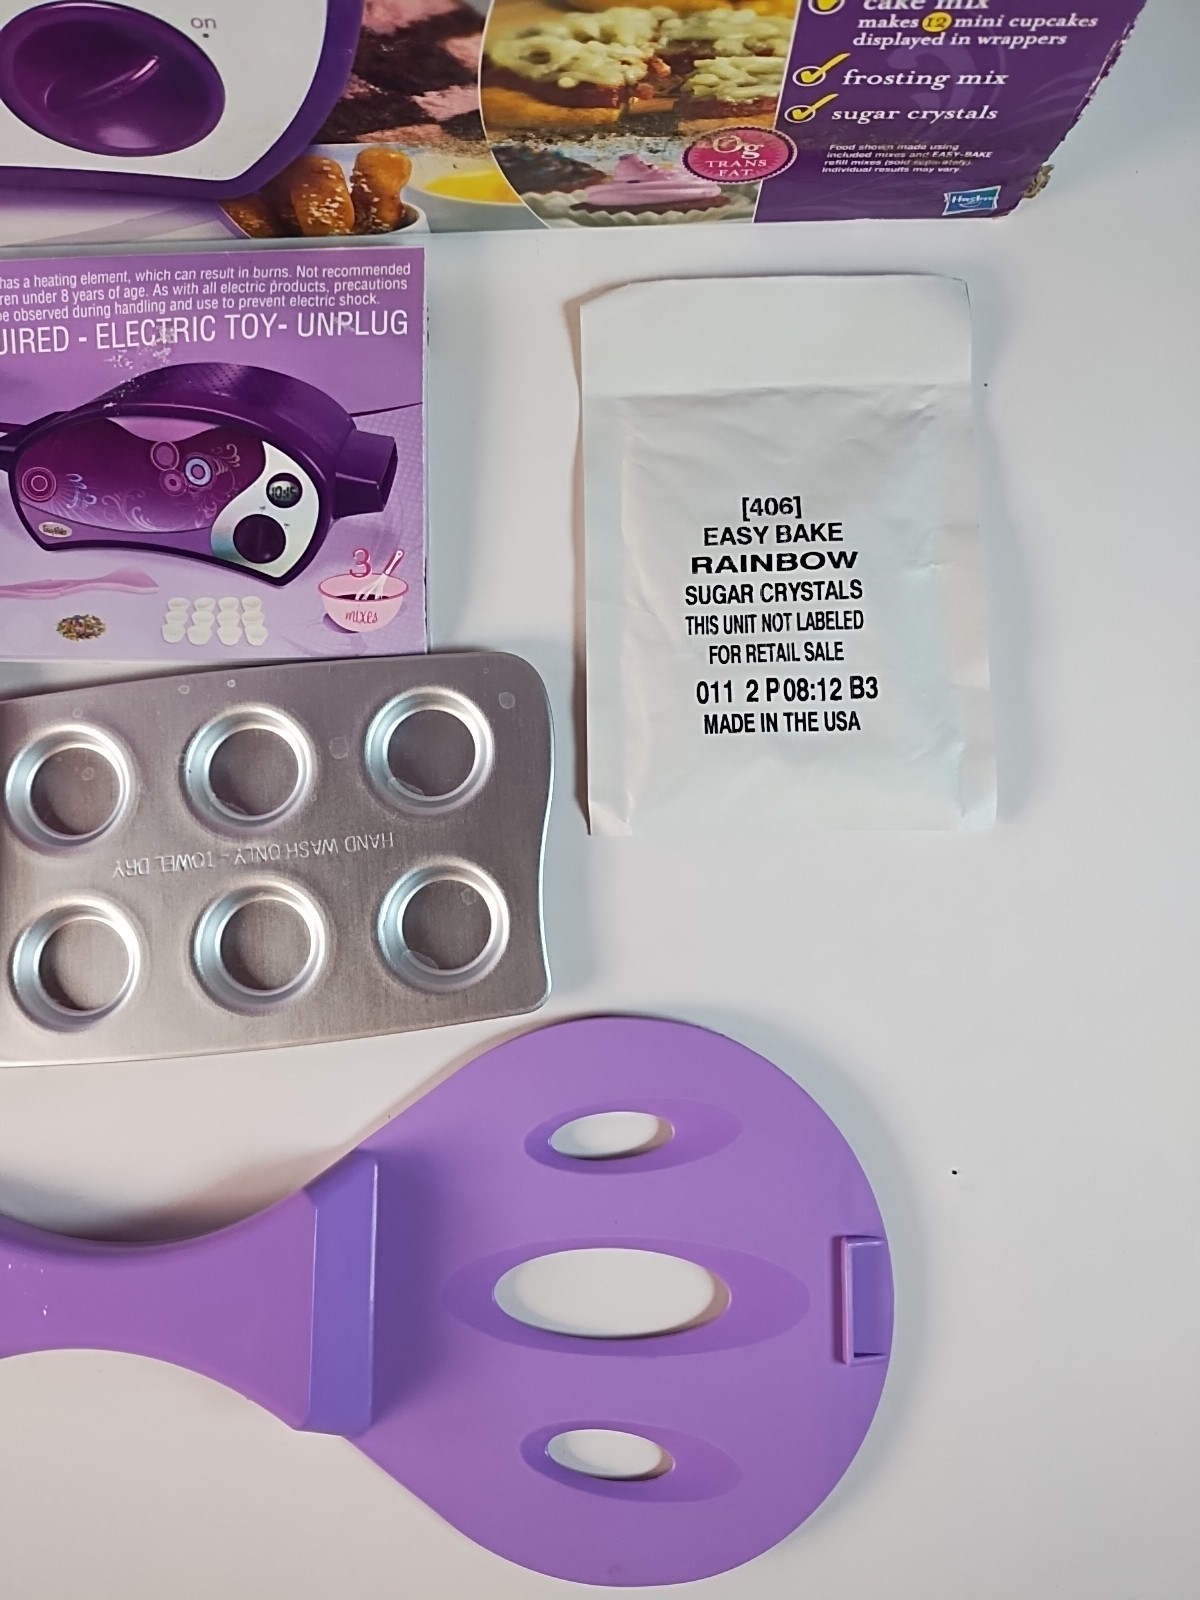 on
cake mix
makes 12 mini cupcakes
displayed in wrappers
frosting mix
sugar crystals
0g
TRANS
FAT
Food shown made using
included mixes and EASY-BAKE
refill mixes (sold separately).
Individual results may vary.
Hasbro
has a heating element, which can result in burns. Not recommended
ren under 8 years of age. As with all electric products, precautions
be observed during handling and use to prevent electric shock.
UIRED - ELECTRIC TOY- UNPLUG
3
mixes
[406]
EASY BAKE
RAINBOW
SUGAR CRYSTALS
THIS UNIT NOT LABELED
FOR RETAIL SALE
011 2 P 08:12 B3
MADE IN THE USA
HAND WASH ONLY - TOWEL DRY